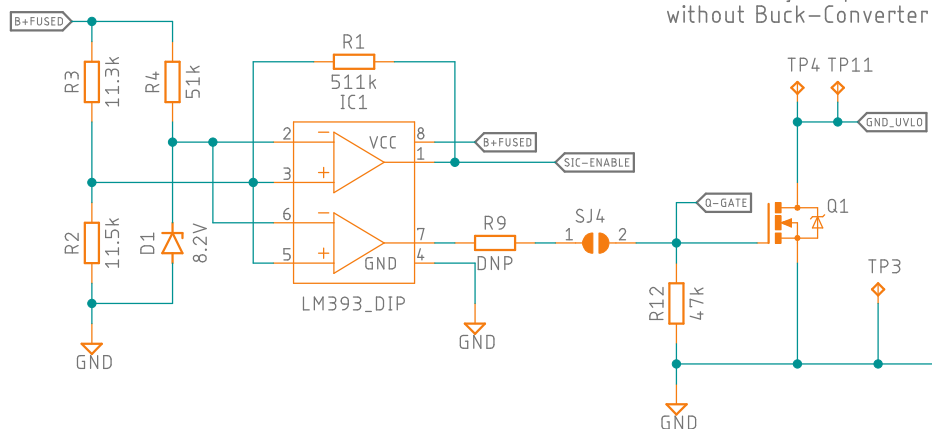 without Buck-Converter
B+FUSED
R3
11.3k
R4
51k
R1
511k
IC1
TP4 TP11
GND_UVLO
2
VCC
8
B+FUSED
1
SIC-ENABLE
3
6
5
7
GND
4
LM393_DIP
R2
11.5k
D1
8.2V
GND
R9
DNP
SJ4
1
2
Q-GATE
Q1
R12
47k
TP3
GND
GND